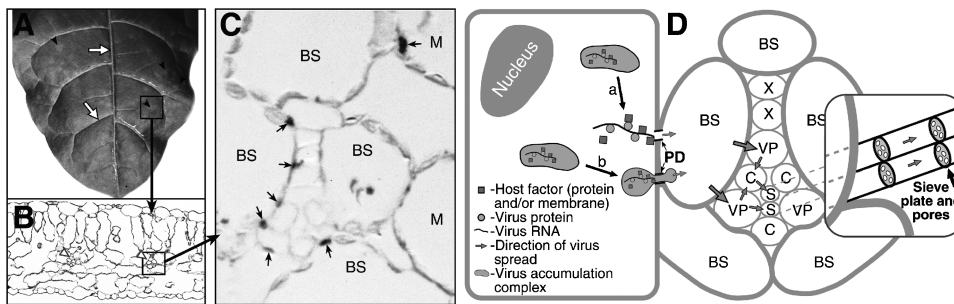 A
B
C
BS
M
BS
BS
M
BS
Nucleus
a
b
PD
-Host factor (protein
and/or membrane)
-Virus protein
-Virus RNA
-Direction of virus
spread
-Virus accumulation
complex
D
BS
X
X
BS
BS
VP
C
C
S
VP
S
VP
C
BS
BS
Sieve
plate and
pores